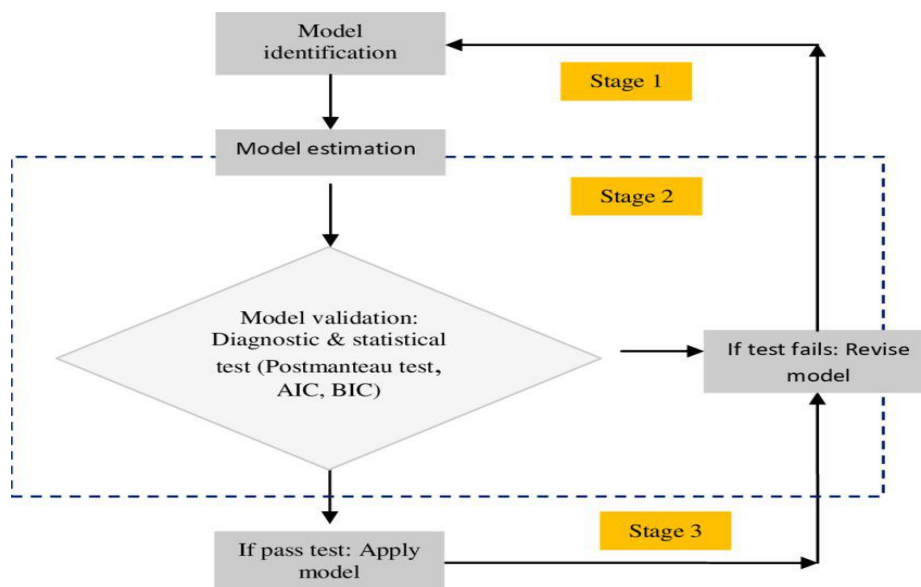 Model
identification
Stage 1
Model estimation
Stage 2
Model validation:
Diagnostic & statistical
test (Postmanteau test,
AIC, BIC)
If test fails: Revise
model
Stage 3
If pass test: Apply
model